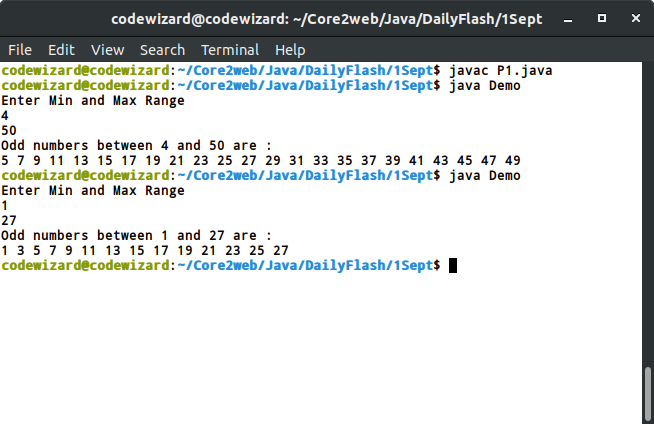 codewizard@codewizard: ~/Core2web/Java/DailyFlash/1Sept
File Edit View Search Terminal Help
codewizard@codewizard:~/Core2web/Java/DailyFlash/1Sept$ javac P1.java
codewizard@codewizard:~/Core2web/Java/DailyFlash/1Sept$ java Demo
Enter Min and Max Range
4
50
Odd numbers between 4 and 50 are :
5 7 9 11 13 15 17 19 21 23 25 27 29 31 33 35 37 39 41 43 45 47 49
codewizard@codewizard:~/Core2web/Java/DailyFlash/1Sept$ java Demo
Enter Min and Max Range
1
27
Odd numbers between 1 and 27 are :
1 3 5 7 9 11 13 15 17 19 21 23 25 27
codewizard@codewizard:~/Core2web/Java/DailyFlash/1Sept$